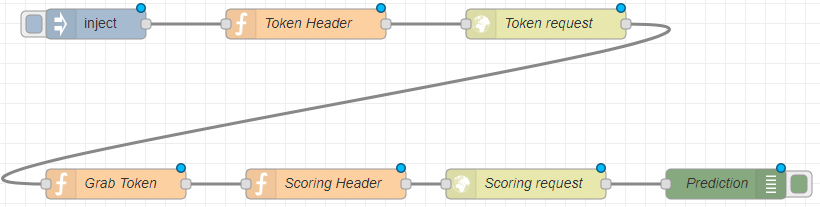 inject
Token Header
Token request
Grab Token
Scoring Header
Scoring request
Prediction